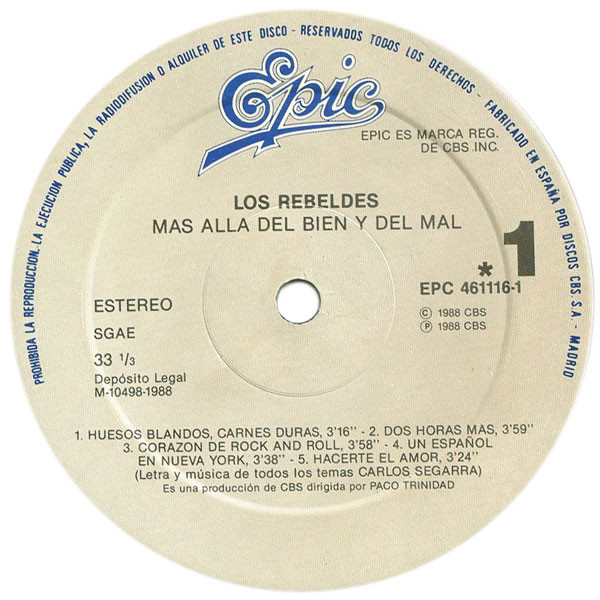 PROHIBIDA LA REPRODUCCION, LA EJECUCION PUBLICA, LA RADIODIFUSION O ALQUILER DE ESTE DISCO - RESERVADOS TODOS LOS DERECHOS - FABRICADO EN ESPAÑA POR DISCOS CBS. S.A. - MADRID
Epic
EPIC ES MARCA REG.
DE CBS.INC.
LOS REBELDES
MAS ALLA DEL BIEN Y DEL MAL
1
*
ESTEREO
EPC 461116-1
SGAE
© 1988 CBS
℗ 1988 CBS
33 1/3
Depósito Legal
M-10498-1988
1. HUESOS BLANDOS, CARNES DURAS, 3'16'' - 2. DOS HORAS MAS, 3'59''
3. CORAZON DE ROCK AND ROLL, 3'58'' - 4. UN ESPAÑOL
EN NUEVA YORK, 3'38'' - 5. HACERTE EL AMOR, 3'24''
(Letra y música de todos los temas CARLOS SEGARRA)
Es una producción de CBS dirigida por PACO TRINIDAD